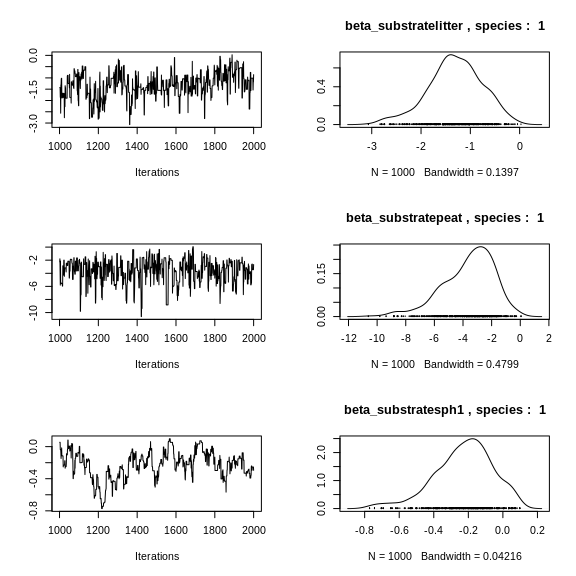 beta_substratelitter , species : 1
0.0
-1.5
-3.0
1000 1200 1400 1600 1800 2000
Iterations
0.4
0.0
-3 -2 -1 0
N = 1000 Bandwidth = 0.1397
beta_substratepeat , species : 1
-2
-6
-10
1000 1200 1400 1600 1800 2000
Iterations
0.15
0.00
-12 -10 -8 -6 -4 -2 0 2
N = 1000 Bandwidth = 0.4799
beta_substratesph1 , species : 1
0.0
-0.4
-0.8
1000 1200 1400 1600 1800 2000
Iterations
2.0
1.0
0.0
-0.8 -0.6 -0.4 -0.2 0.0 0.2
N = 1000 Bandwidth = 0.04216